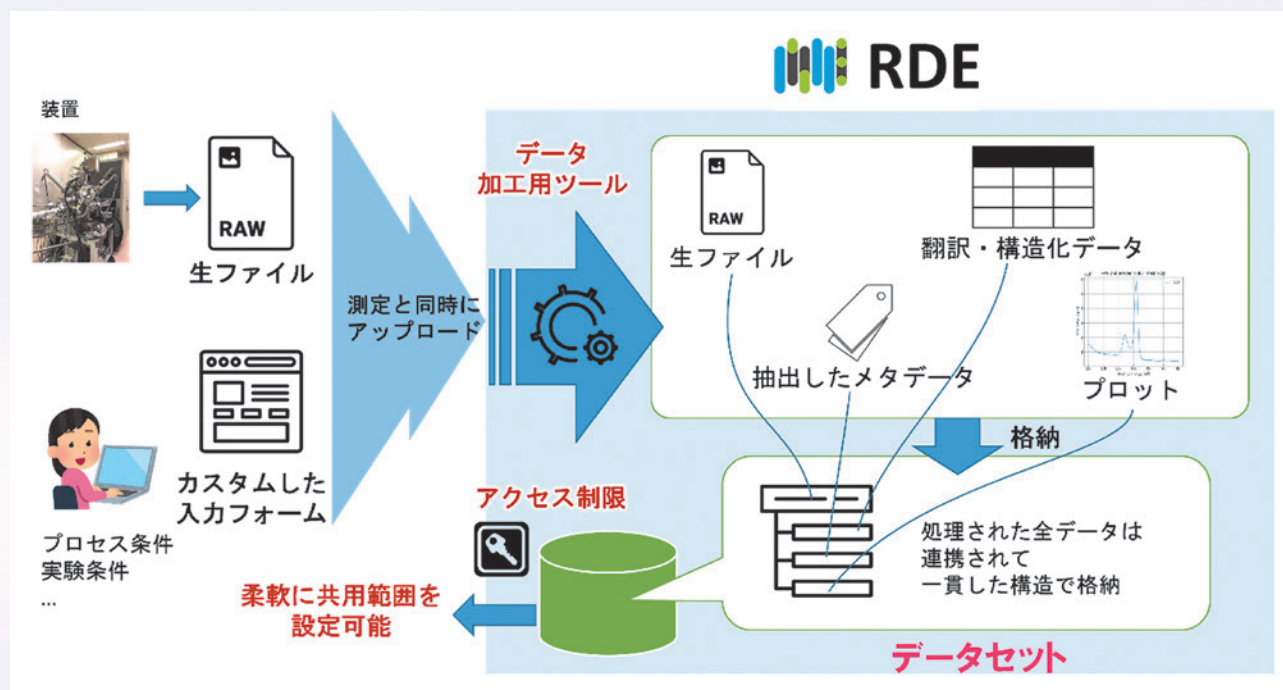 RDE
装置
RAW
生ファイル
カスタムした
入力フォーム
プロセス条件
実験条件
...
測定と同時に
アップロード
データ
加工用ツール
RAW
生ファイル
翻訳・構造化データ
抽出したメタデータ
プロット
格納
処理された全データは
連携されて
一貫した構造で格納
データセット
アクセス制限
柔軟に共用範囲を
設定可能